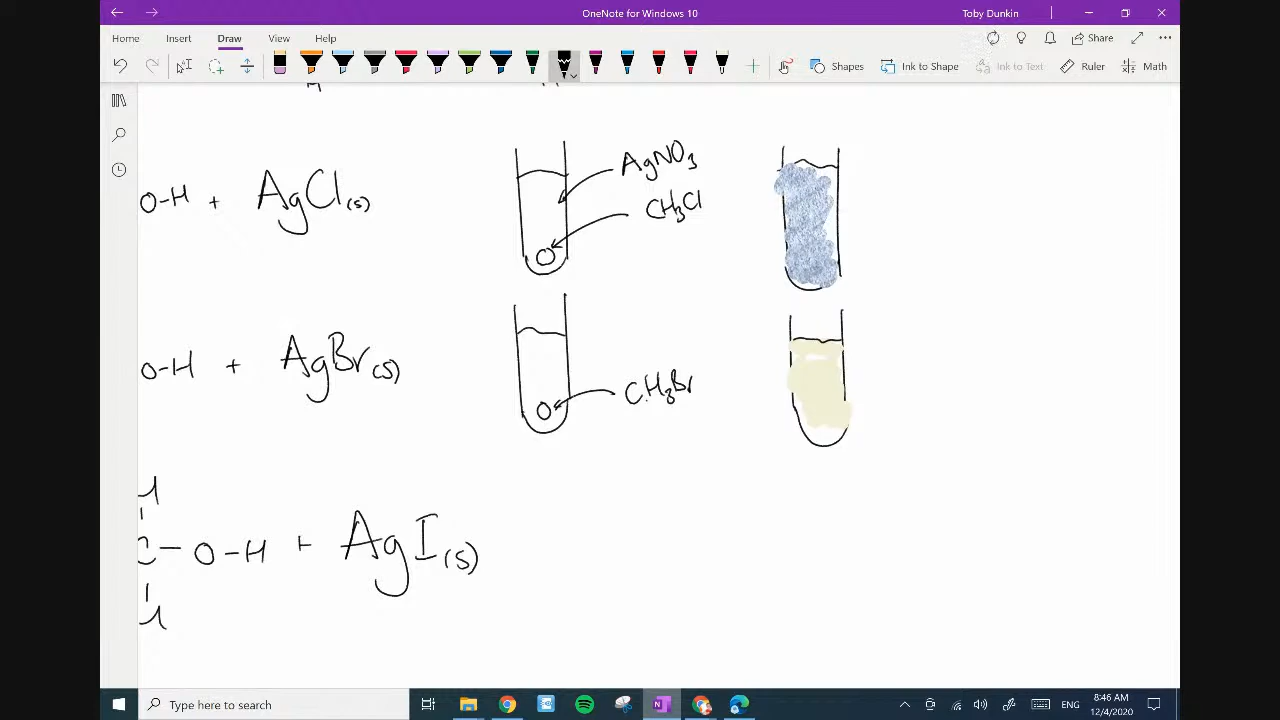 OneNote for Windows 10
Toby Dunkin
Home Insert Draw View Help
Share
Shapes
Ink to Shape
Ink to Text
Ruler
Math
O-H + AgCl(s)
AgNO3
CH3Cl
O-H + AgBr(s)
CH3Br
H
C - O-H + AgI(s)
H
Type here to search
8:46 AM
12/4/2020